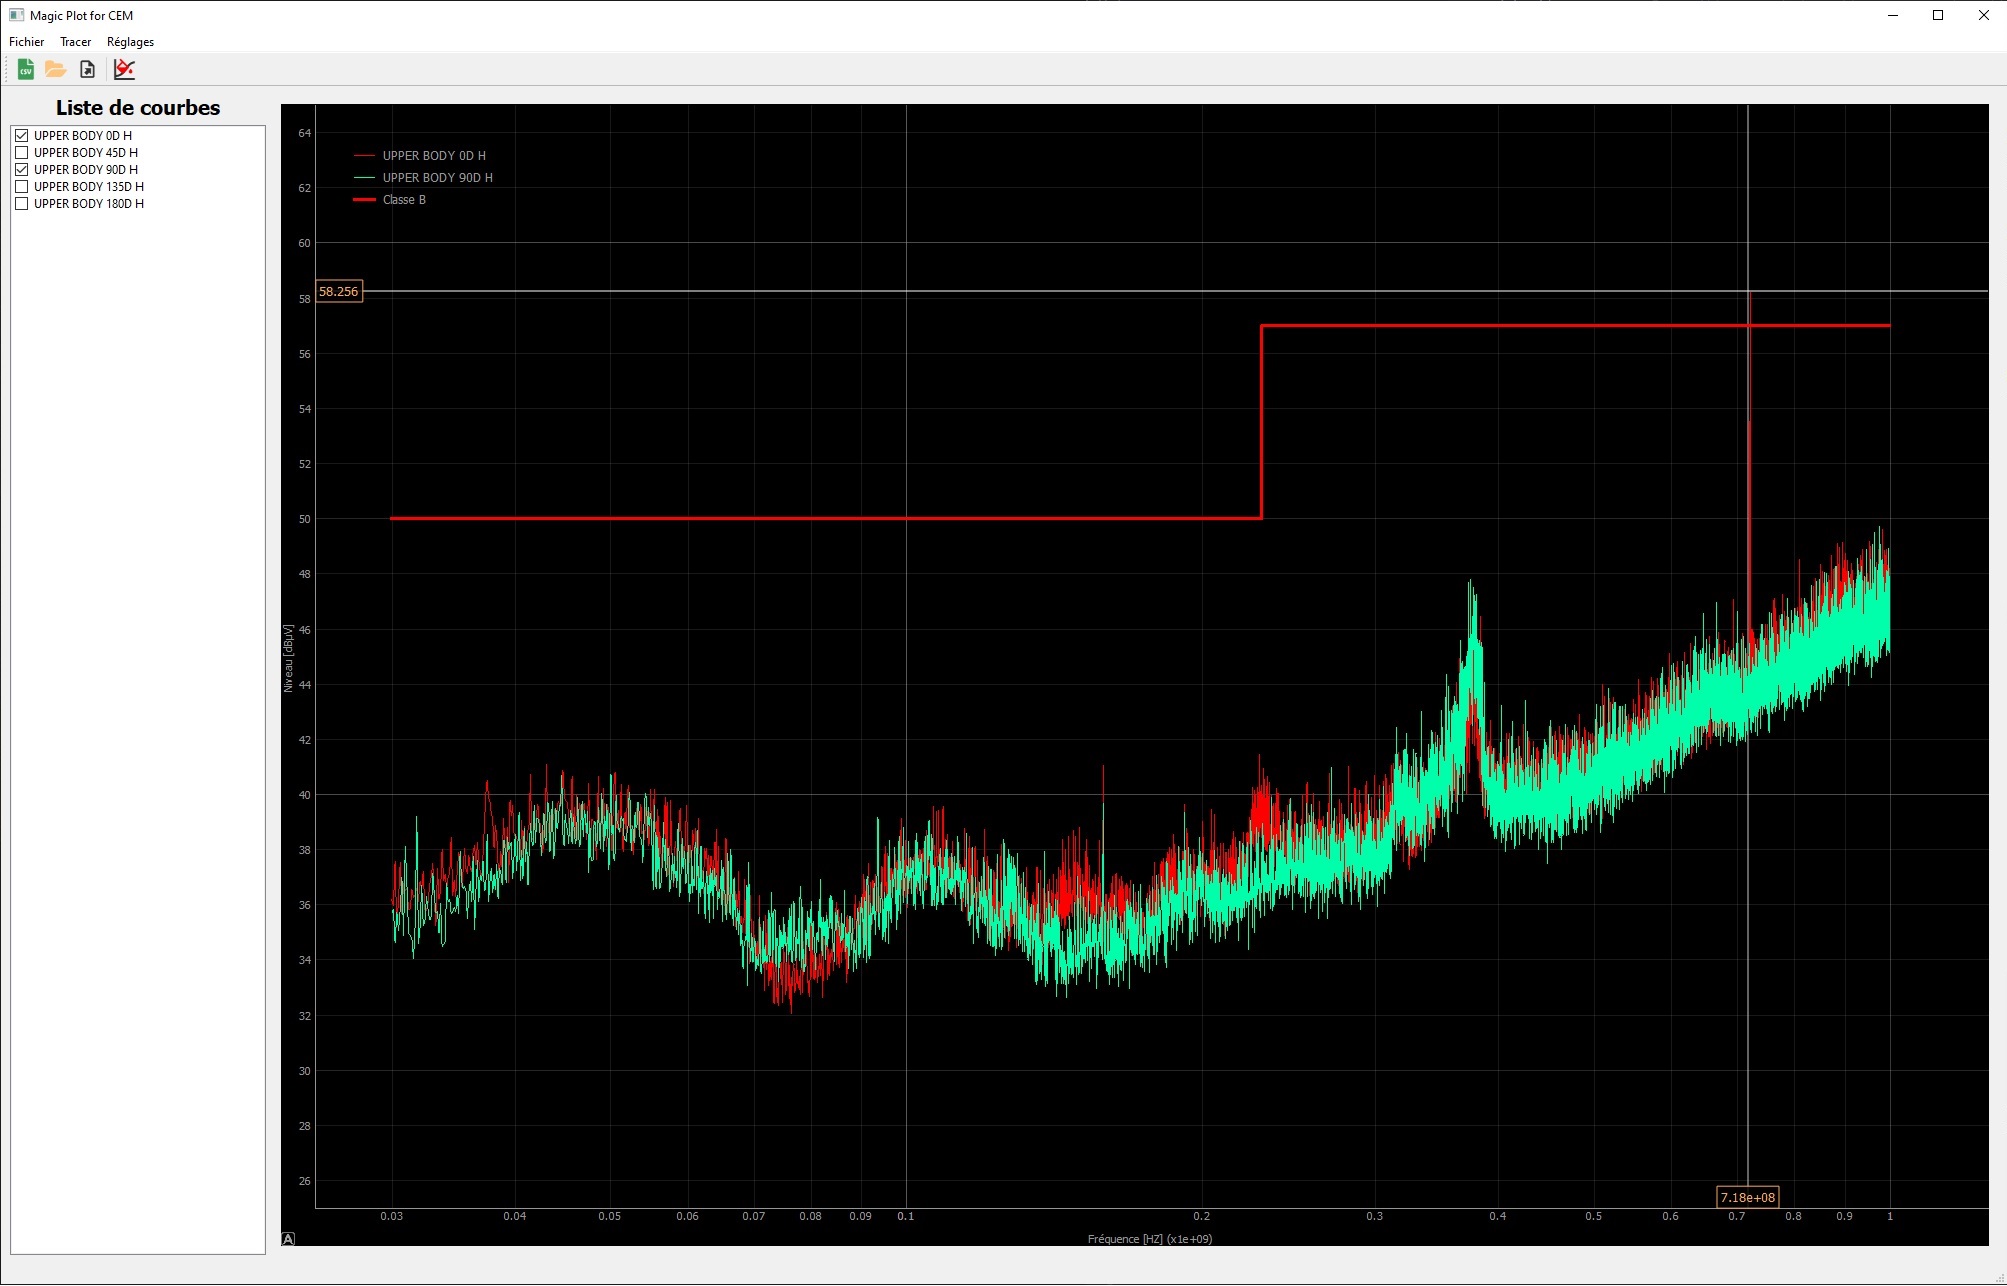 Magic Plot for CEM
Fichier Tracer Réglages
CSV
Liste de courbes
UPPER BODY 0D H
UPPER BODY 45D H
UPPER BODY 90D H
UPPER BODY 135D H
UPPER BODY 180D H
UPPER BODY 0D H
UPPER BODY 90D H
Classe B
64
62
60
58.256
58
56
54
52
50
48
46
44
42
40
38
36
34
32
30
28
26
Niveau [dBµV]
7.18e+08
0.03 0.04 0.05 0.06 0.07 0.08 0.09 0.1 0.2 0.3 0.4 0.5 0.6 0.7 0.8 0.9 1
A
Fréquence [HZ] (x1e+09)